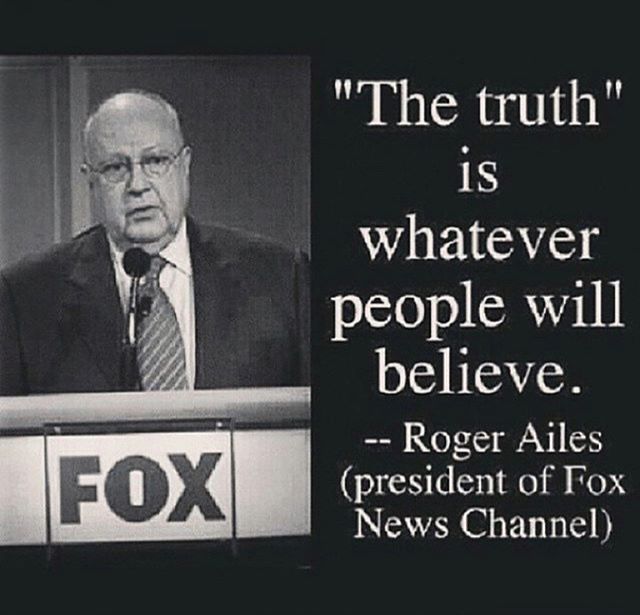 "The truth"
is
whatever
people will
believe.
-- Roger Ailes
(president of Fox
News Channel)
FOX